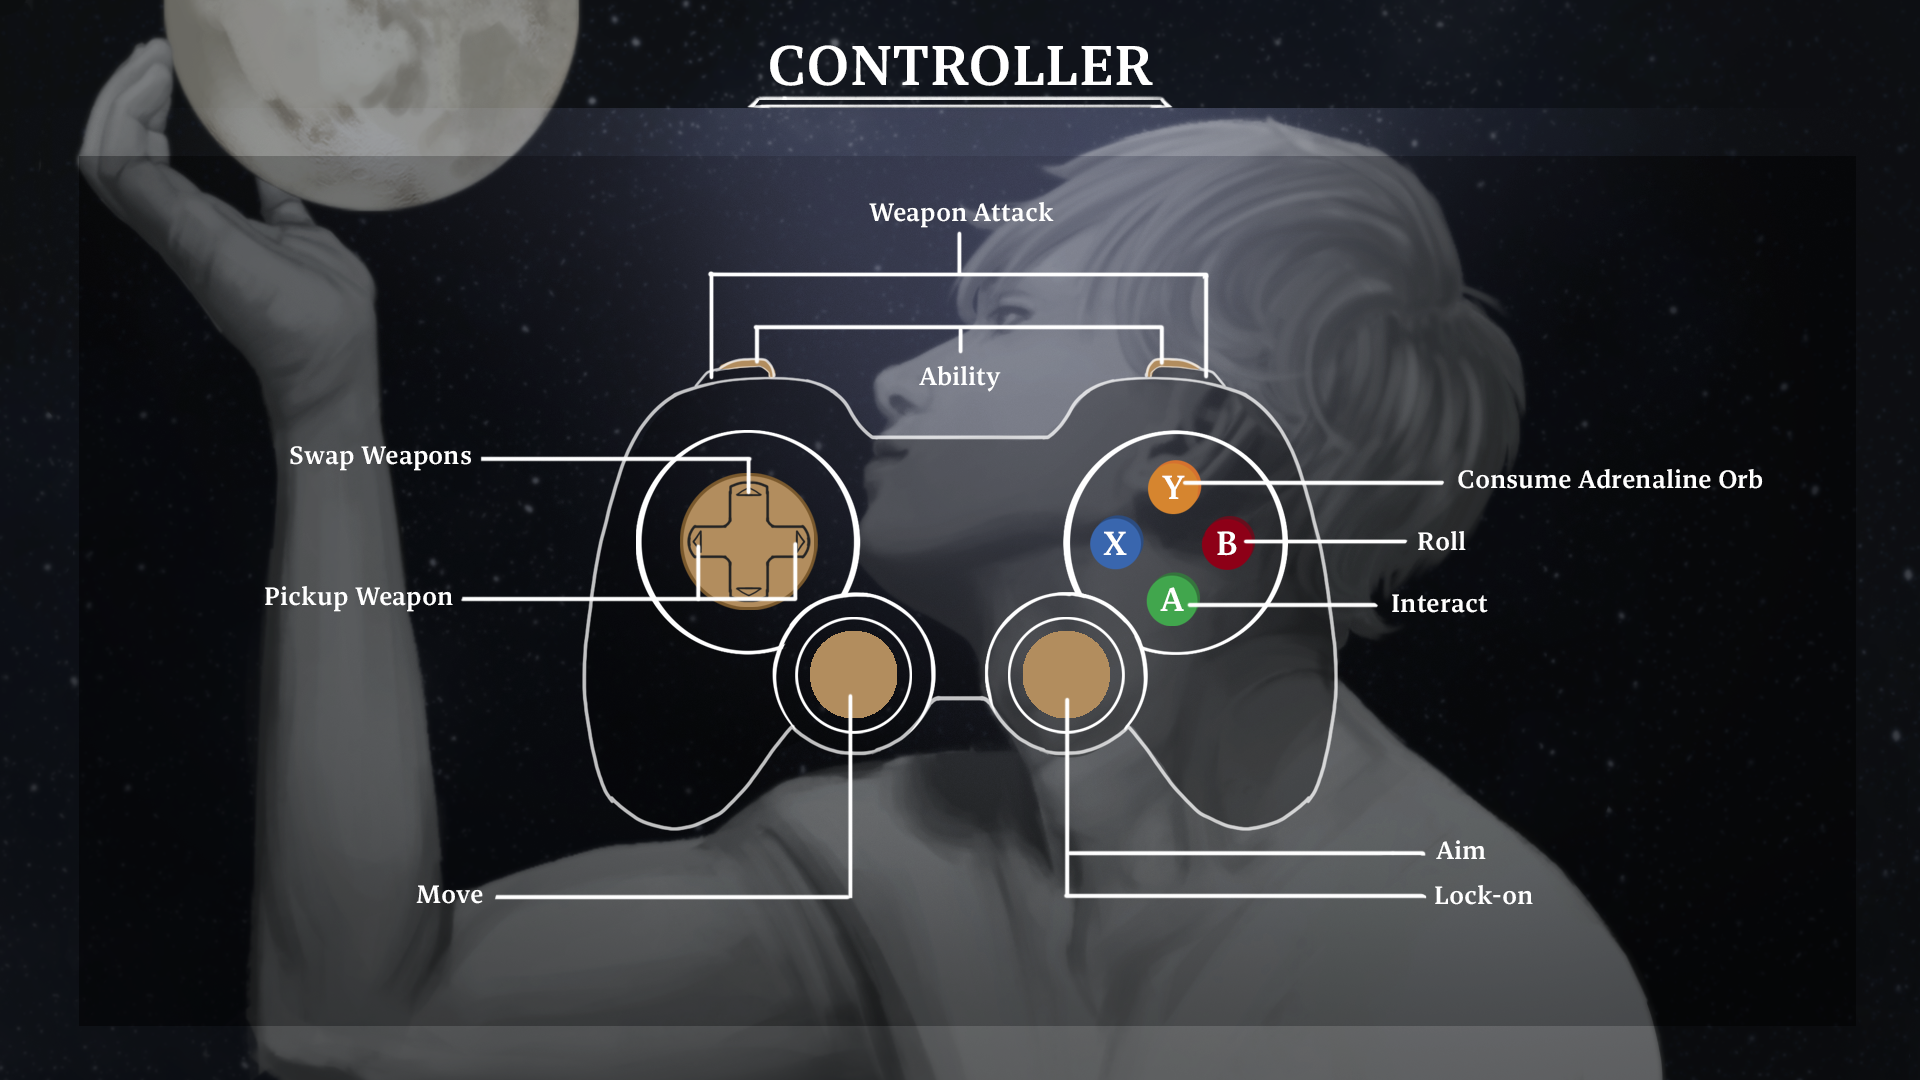 CONTROLLER
Weapon Attack
Ability
Swap Weapons
Y
Consume Adrenaline Orb
X
B
Roll
Pickup Weapon
A
Interact
Aim
Move
Lock-on